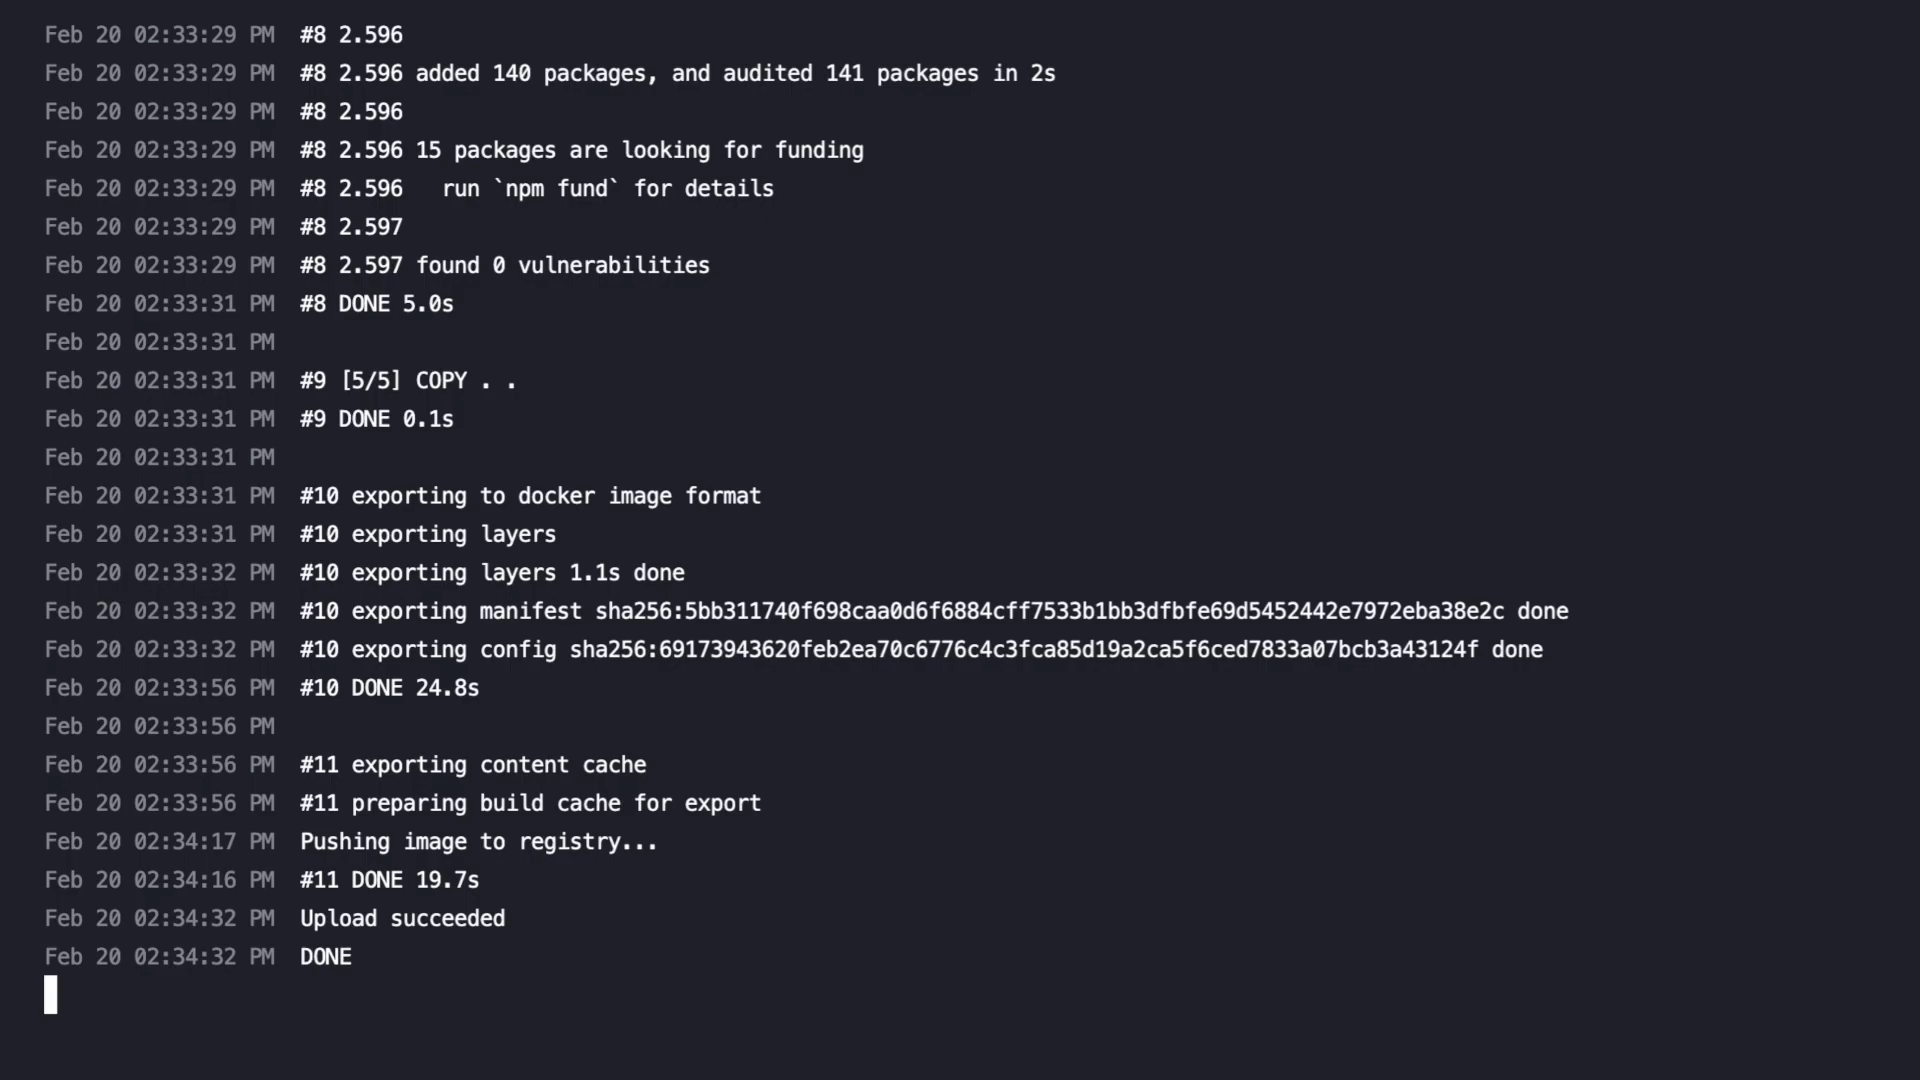 Feb 20 02:33:29 PM #8 2.596
Feb 20 02:33:29 PM #8 2.596 added 140 packages, and audited 141 packages in 2s
Feb 20 02:33:29 PM #8 2.596
Feb 20 02:33:29 PM #8 2.596 15 packages are looking for funding
Feb 20 02:33:29 PM #8 2.596   run `npm fund` for details
Feb 20 02:33:29 PM #8 2.597
Feb 20 02:33:29 PM #8 2.597 found 0 vulnerabilities
Feb 20 02:33:31 PM #8 DONE 5.0s
Feb 20 02:33:31 PM
Feb 20 02:33:31 PM #9 [5/5] COPY . .
Feb 20 02:33:31 PM #9 DONE 0.1s
Feb 20 02:33:31 PM
Feb 20 02:33:31 PM #10 exporting to docker image format
Feb 20 02:33:31 PM #10 exporting layers
Feb 20 02:33:32 PM #10 exporting layers 1.1s done
Feb 20 02:33:32 PM #10 exporting manifest sha256:5bb311740f698caa0d6f6884cff7533b1bb3dfbfe69d5452442e7972eba38e2c done
Feb 20 02:33:32 PM #10 exporting config sha256:69173943620feb2ea70c6776c4c3fca85d19a2ca5f6ced7833a07bcb3a43124f done
Feb 20 02:33:56 PM #10 DONE 24.8s
Feb 20 02:33:56 PM
Feb 20 02:33:56 PM #11 exporting content cache
Feb 20 02:33:56 PM #11 preparing build cache for export
Feb 20 02:34:17 PM Pushing image to registry...
Feb 20 02:34:16 PM #11 DONE 19.7s
Feb 20 02:34:32 PM Upload succeeded
Feb 20 02:34:32 PM DONE